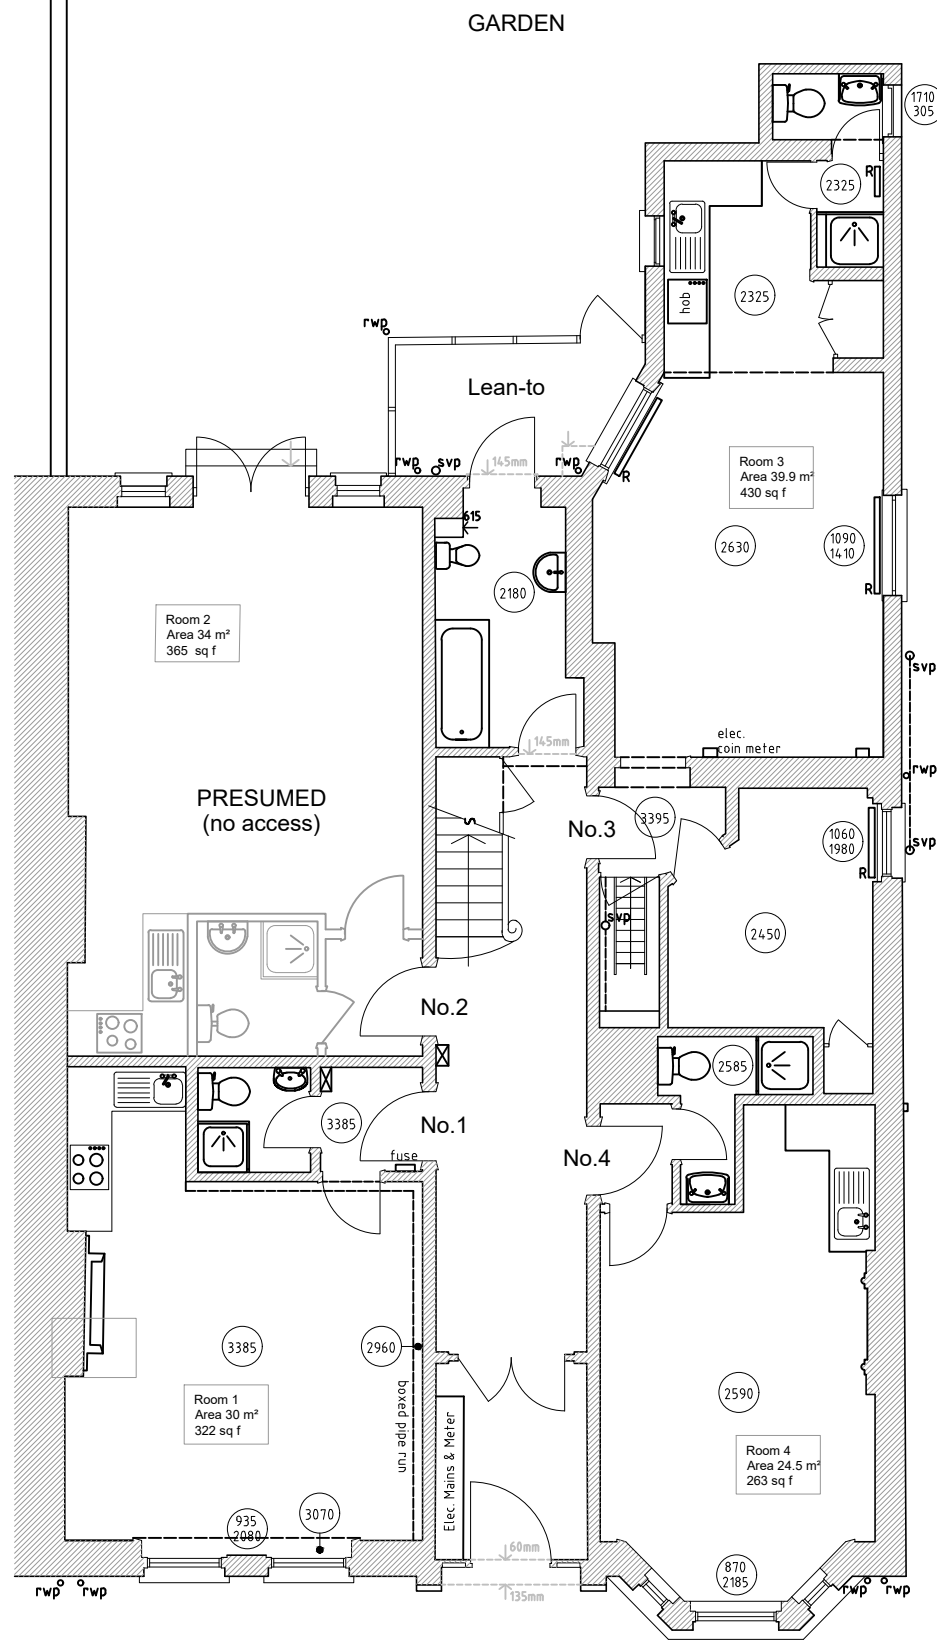 GARDEN
1710
305
R
2325
2325
hob
rwp
Lean-to
145mm
rwp
svp
rwp
R
Room 3
Area 39.9 m²
430 sq f
615
2180
2630
1090
1410
R
Room 2
Area 34 m²
365 sq f
svp
145mm
elec.
coin meter
rwp
PRESUMED
(no access)
No.3
3395
1060
1980
svp
R
svp
2450
No.2
2585
3385
No.1
fuse
No.4
3385
2960
boxed pipe run
Room 1
Area 30 m²
322 sq f
2590
Elec. Mains & Meter
Room 4
Area 24.5 m²
263 sq f
935
2080
3070
60mm
135mm
870
2185
rwp
rwp
rwp
rwp